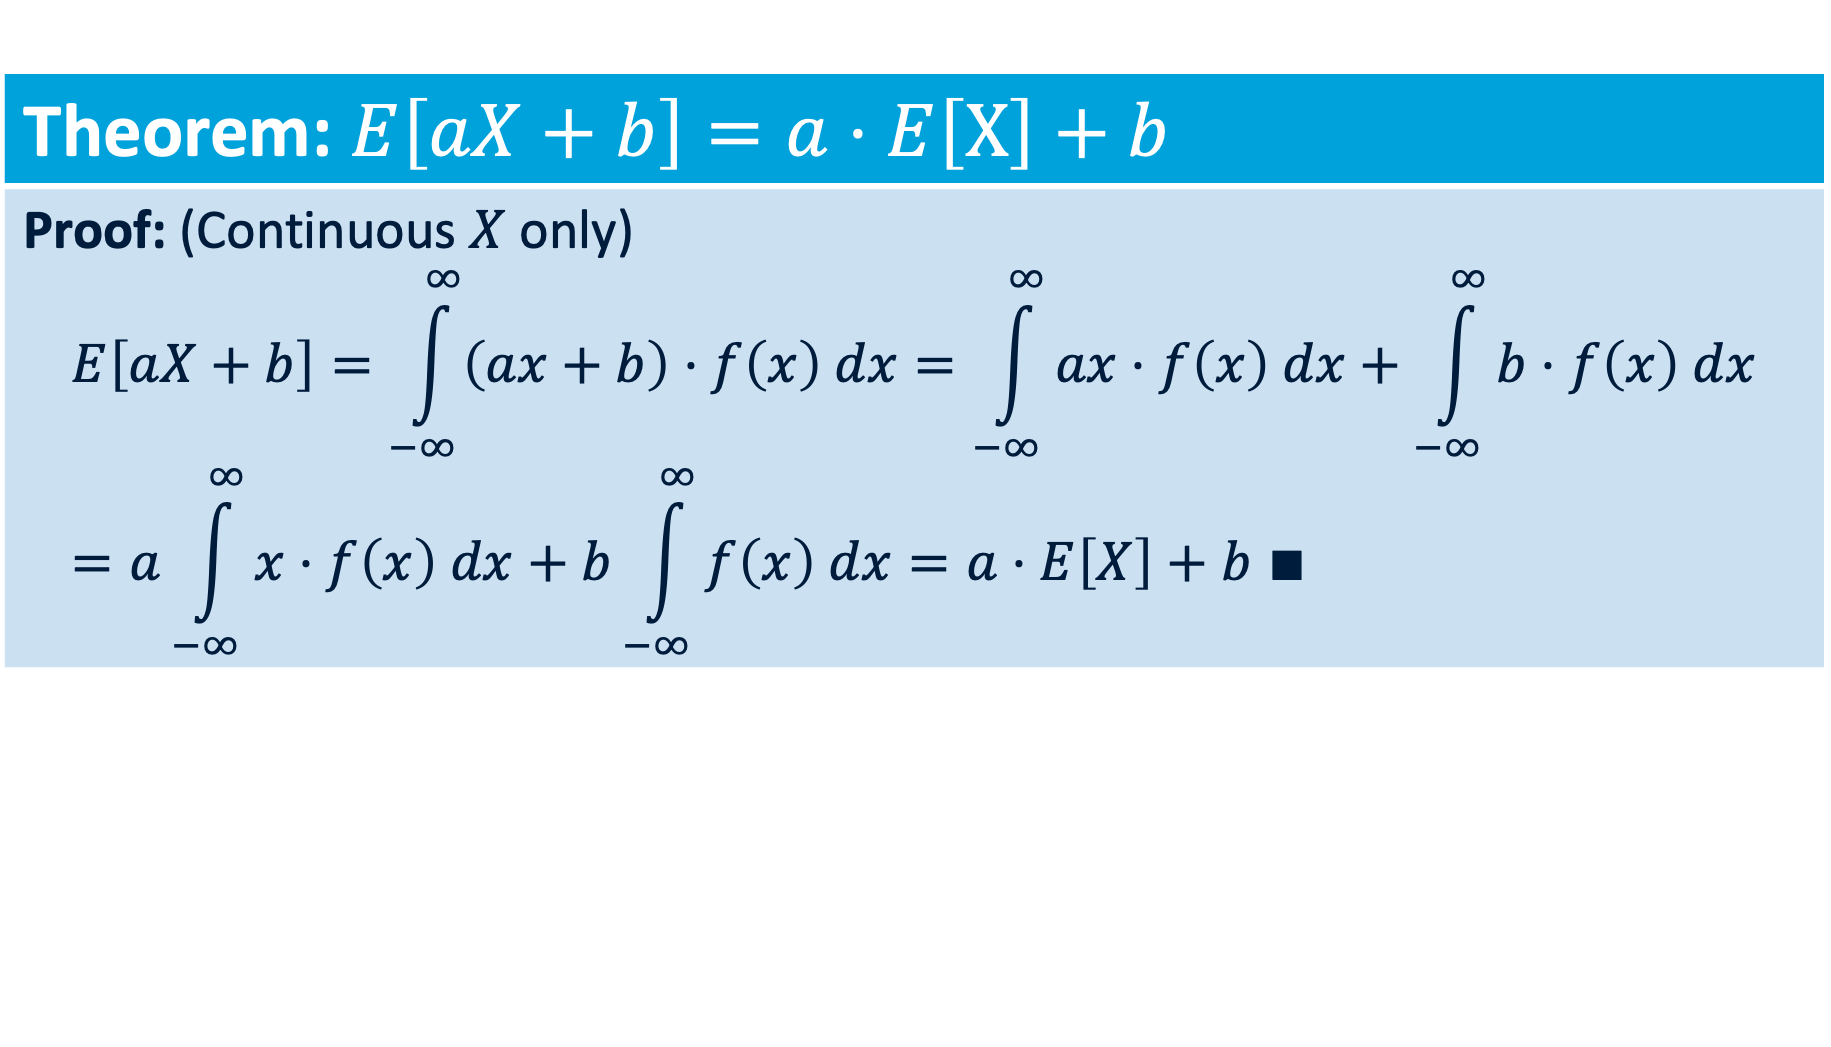 Theorem: E[aX + b] = a · E[X] + b
Proof: (Continuous X only)
E[aX + b] = ∫_{−∞}^{∞} (ax + b) · f(x) dx = ∫_{−∞}^{∞} ax · f(x) dx + ∫_{−∞}^{∞} b · f(x) dx
= a ∫_{−∞}^{∞} x · f(x) dx + b ∫_{−∞}^{∞} f(x) dx = a · E[X] + b ■